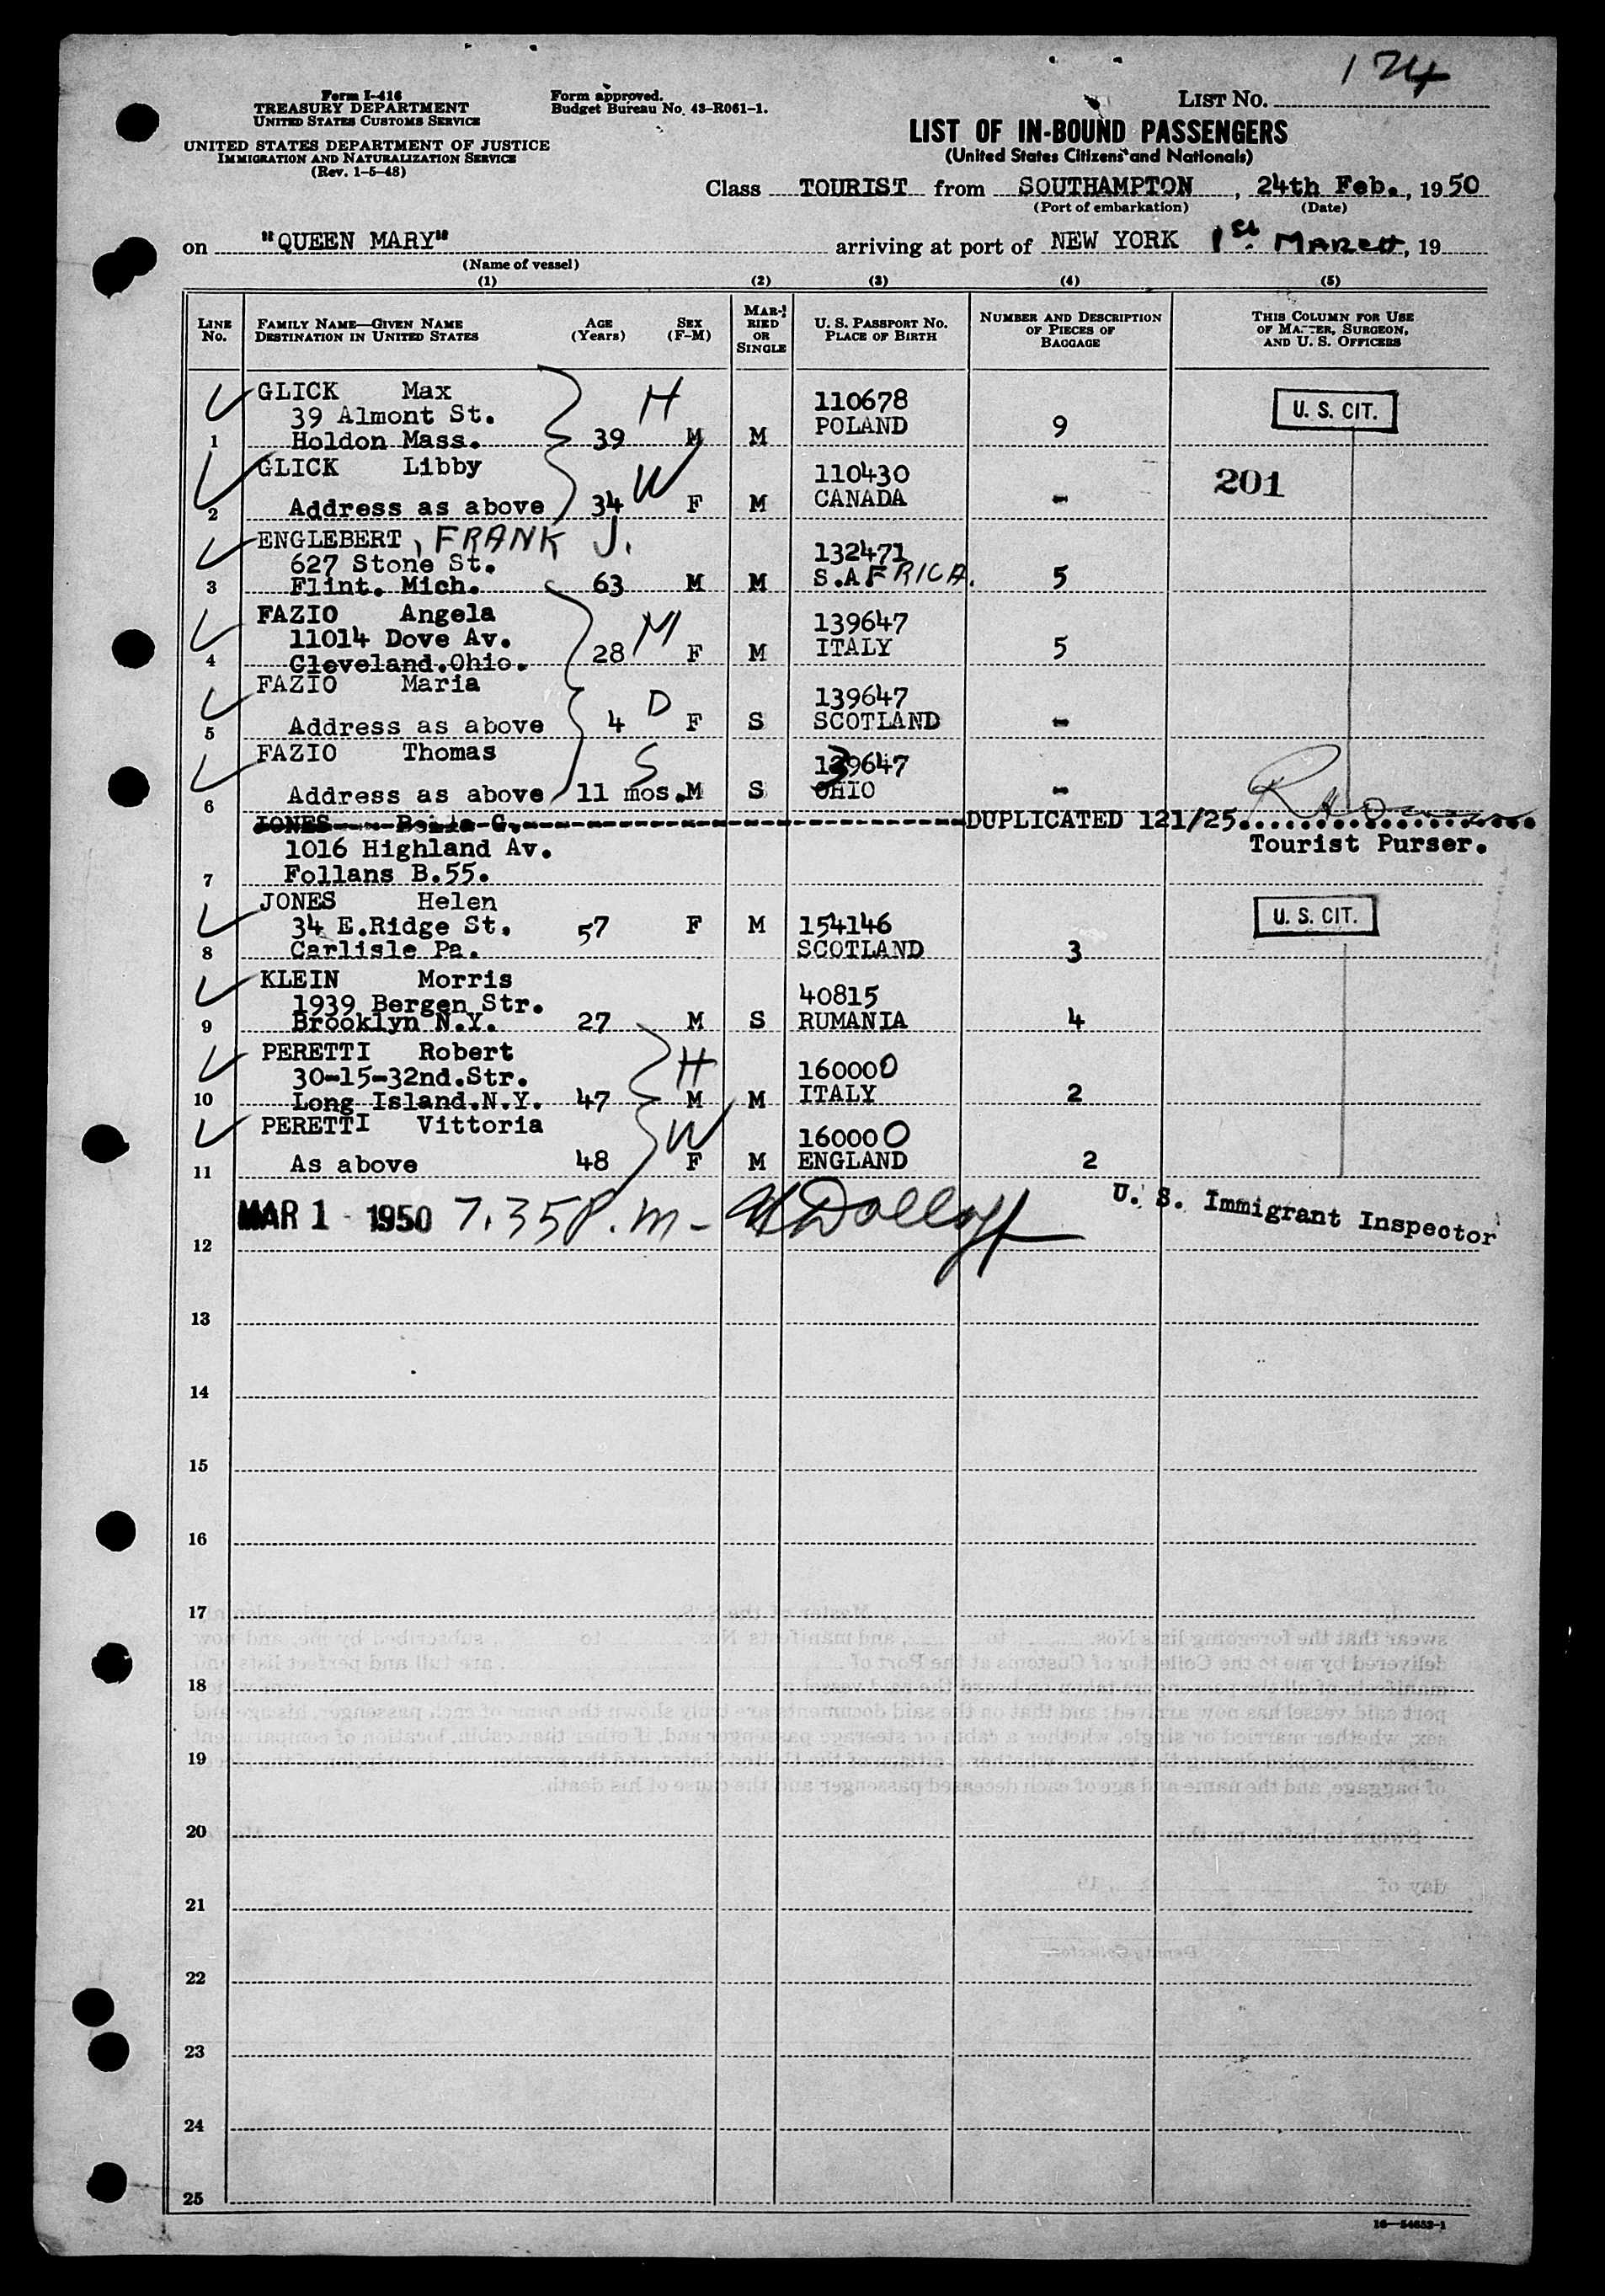 174
Form I-416
TREASURY DEPARTMENT
UNITED STATES CUSTOMS SERVICE
UNITED STATES DEPARTMENT OF JUSTICE
IMMIGRATION AND NATURALIZATION SERVICE
(Rev. 1-5-48)
Form approved.
Budget Bureau No. 43-R061-1.
LIST NO.
LIST OF IN-BOUND PASSENGERS
(United States Citizens and Nationals)
Class TOURIST from SOUTHAMPTON, 24th Feb., 1950
(Port of embarkation) (Date)
on "QUEEN MARY" arriving at port of NEW YORK 1st MARCH, 19
(Name of vessel)
(1) (2) (3) (4) (5)
LINE NO. FAMILY NAME—GIVEN NAME DESTINATION IN UNITED STATES AGE (Years) SEX (F-M) MARRIED OR SINGLE U. S. PASSPORT NO. PLACE OF BIRTH NUMBER AND DESCRIPTION OF PIECES OF BAGGAGE THIS COLUMN FOR USE OF MASTER, SURGEON, AND U. S. OFFICERS
GLICK Max H 110678 U. S. CIT.
39 Almont St. POLAND
1 Holdon Mass. 39 M M 9
GLICK Libby W 110430 201
2 Address as above 34 F M CANADA -
ENGLEBERT, FRANK J.
627 Stone St. 132471
3 Flint. Mich. 63 M M S.AFRICA. 5
FAZIO Angela M 139647
11014 Dove Av. ITALY
4 Cleveland.Ohio. 28 F M 5
FAZIO Maria D 139647
5 Address as above 4 F S SCOTLAND -
FAZIO Thomas S 139647
6 Address as above 11 mos. M S OHIO -
JONES G. DUPLICATED 121/25
1016 Highland Av. Tourist Purser.
7 Follans B.55.
JONES Helen U. S. CIT.
34 E.Ridge St. 57 F M 154146
8 Carlisle Pa. SCOTLAND 3
KLEIN Morris
1939 Bergen Str. 40815
9 Brooklyn N.Y. 27 M S RUMANIA 4
PERETTI Robert H
30-15-32nd.Str. 160000
10 Long Island.N.Y. 47 M M ITALY 2
PERETTI Vittoria W 160000
11 As above 48 F M ENGLAND 2
MAR 1 - 1950 7.35 P.m - U. S. Immigrant Inspector
12
13
14
15
16
17
18
19
20
21
22
23
24
25
16—54652-1